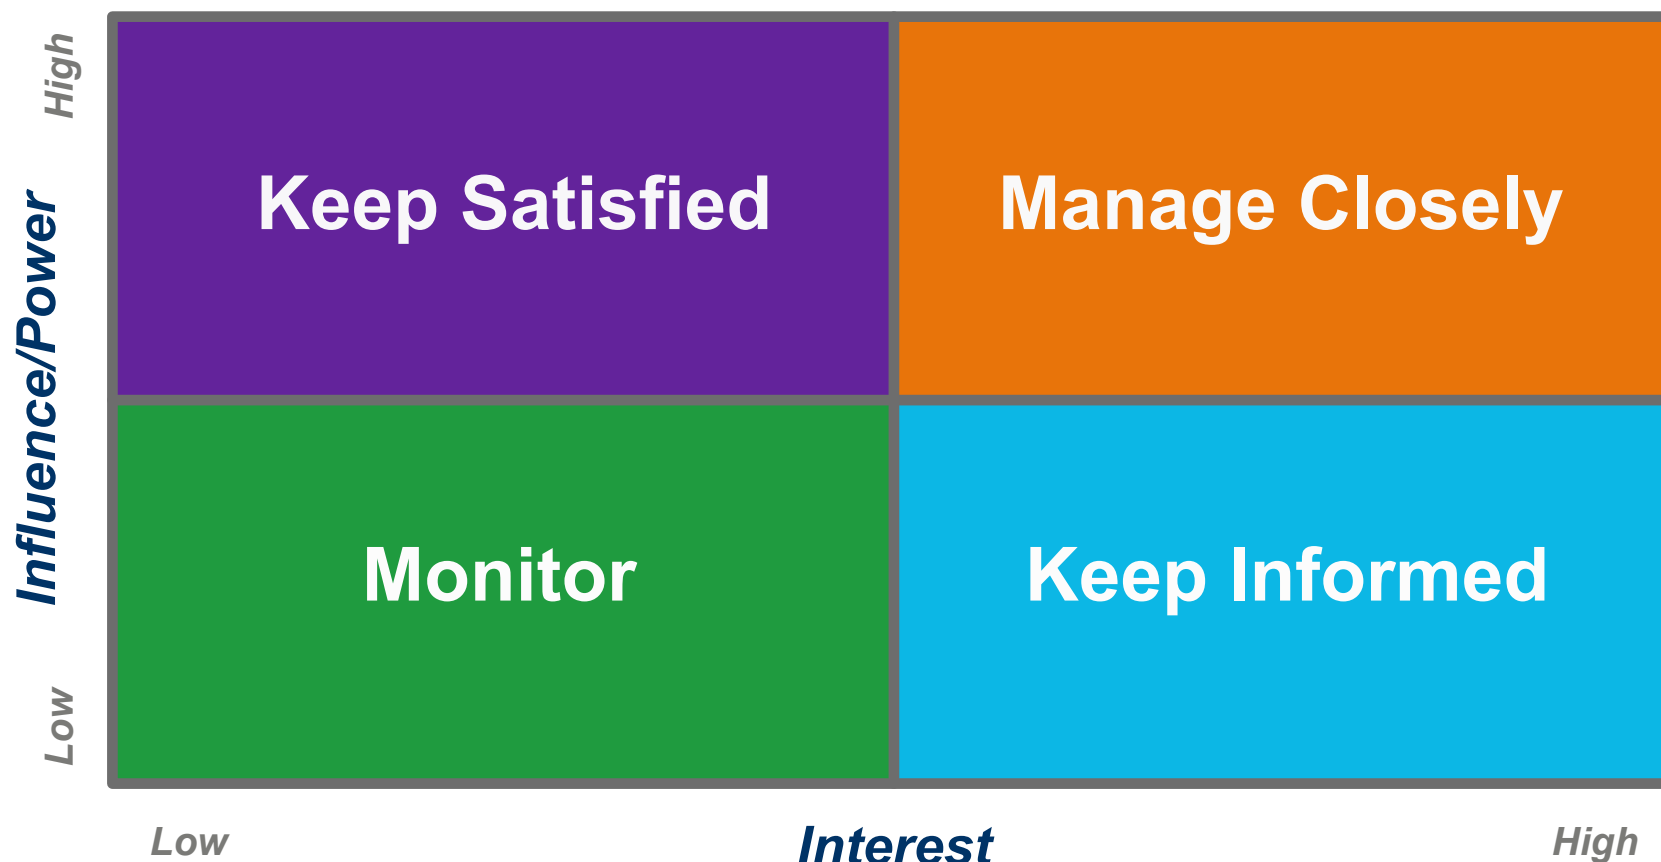 High
Keep Satisfied
Manage Closely
Influence/Power
Monitor
Keep Informed
Low
Low
Interest
High